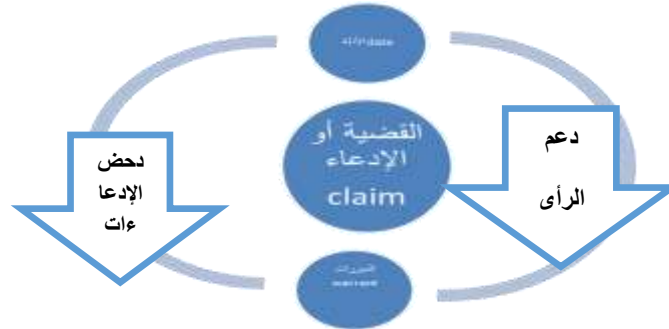 القضية أو
الإدعاء
claim
دعم
الرأى
دحض
الإدعا
ءات